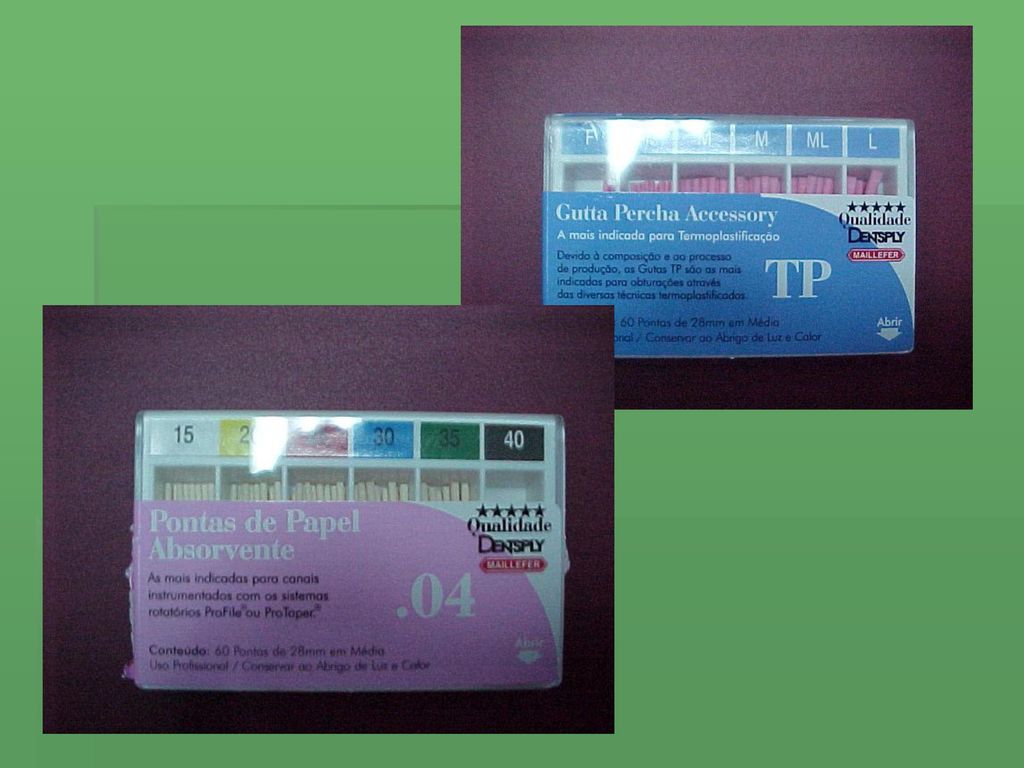 F M M ML L
Gutta Percha Accessory
A mais indicada para Termoplastificação
Devido à composição e ao processo
de produção, as Gutas TP são as mais
indicadas para obturações através
das diversas técnicas termoplastificadas.
TP
★★★★★
Qualidade
DENTSPLY
MAILLEFER
60 Pontas de 28mm em Média
/ Conservar ao Abrigo de Luz e Calor
Abrir
15 30 35 40
Pontas de Papel
Absorvente
As mais indicadas para canais
instrumentados com os sistemas
rotatórios ProFile® ou ProTaper.®
.04
★★★★★
Qualidade
DENTSPLY
MAILLEFER
Conteúdo: 60 Pontas de 28mm em Média
Uso Profissional / Conservar ao Abrigo de Luz e Calor
Abrir